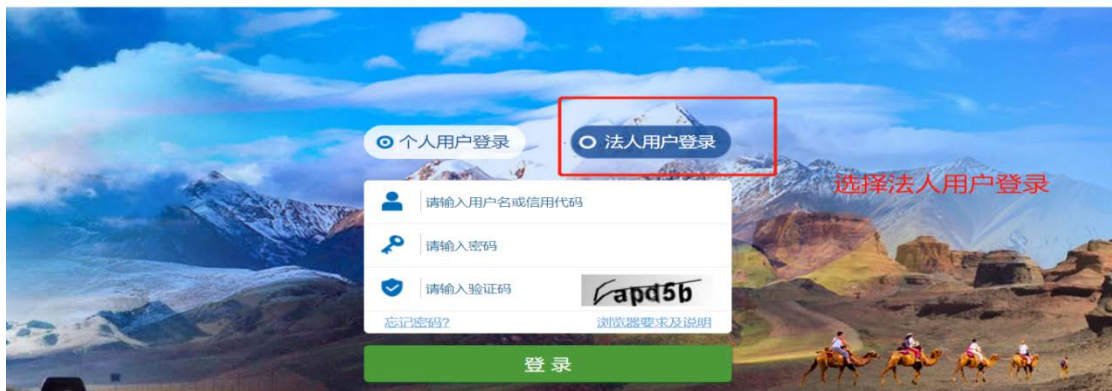 个人用户登录
法人用户登录
选择法人用户登录
请输入用户名或信用代码
请输入密码
请输入验证码
apd5b
忘记密码?
浏览器要求及说明
登 录